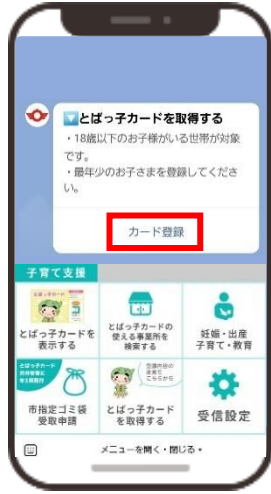 とばっ子カードを取得する
・18歳以下のお子様がいる世帯が対象
です。
・最年少のお子さまを登録してくださ
い。
カード登録
子育て支援
とばっ子カードを
表示する
とばっ子カードの
使える事業所を
検索する
妊娠・出産
子育て・教育
市指定ゴミ袋
受取申請
とばっ子カード
を取得する
受信設定
メニューを開く・閉じる